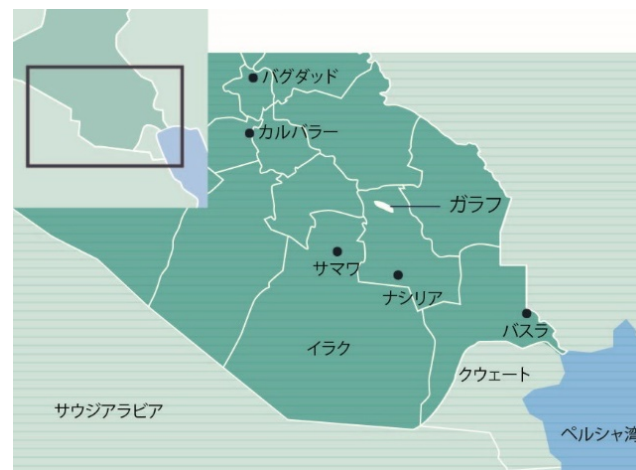 バグダッド
カルバラー
ガラフ
サマワ
ナシリア
バスラ
イラク
クウェート
サウジアラビア
ペルシャ湾